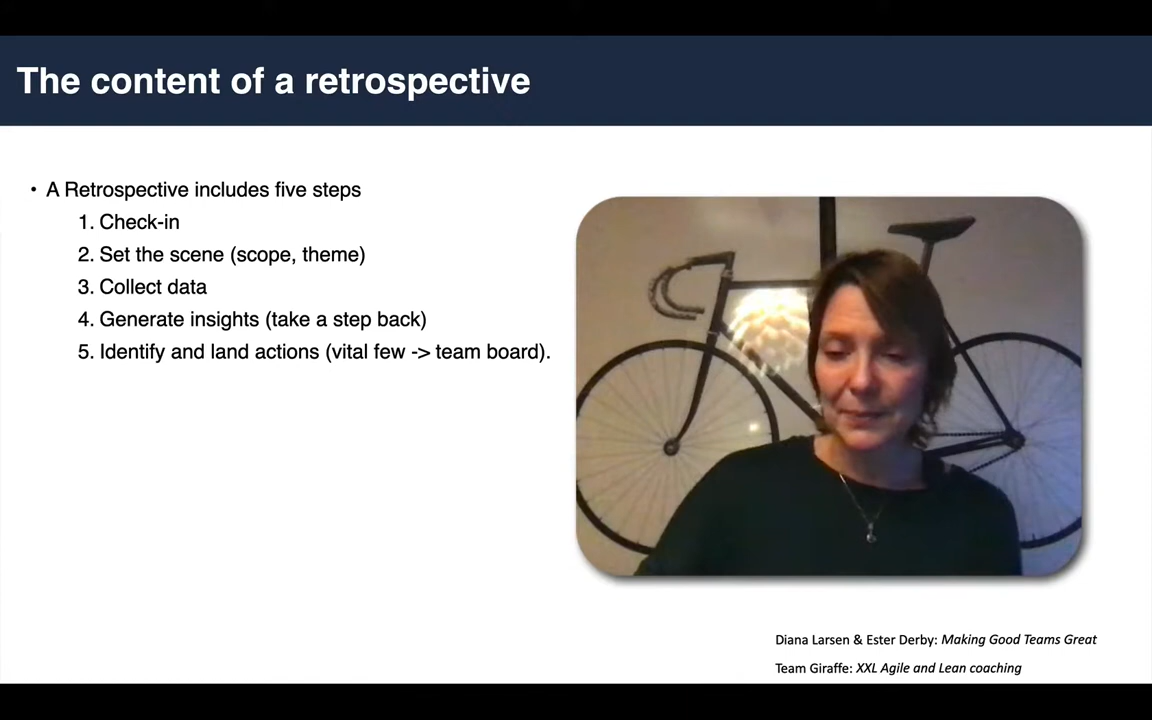 The content of a retrospective
• A Retrospective includes five steps
1. Check-in
2. Set the scene (scope, theme)
3. Collect data
4. Generate insights (take a step back)
5. Identify and land actions (vital few -> team board).
Diana Larsen & Ester Derby: Making Good Teams Great
Team Giraffe: XXL Agile and Lean coaching